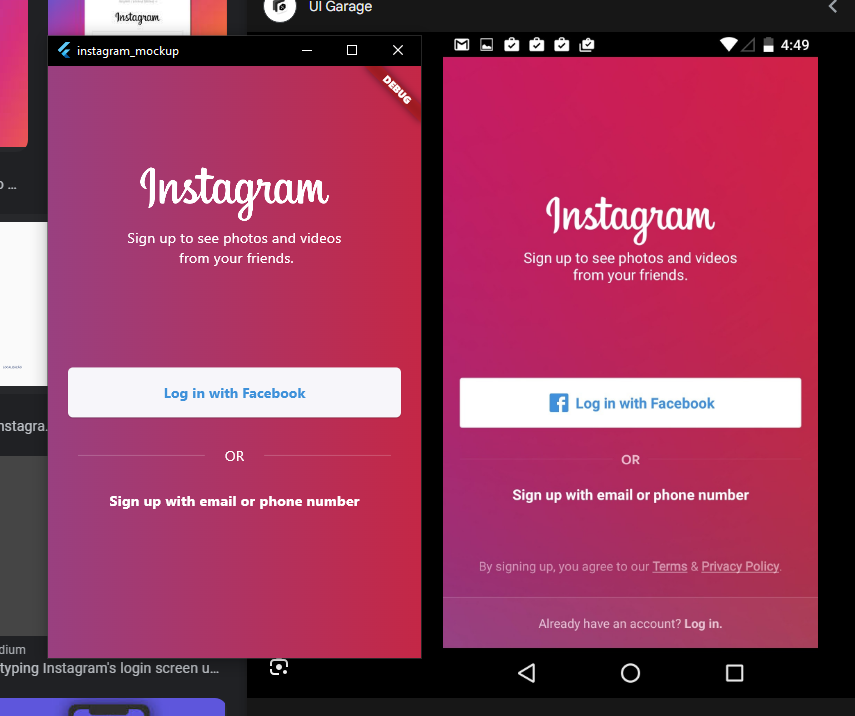 UI Garage
Instagram
instagram_mockup
4:49
DEBUG
Instagram
Sign up to see photos and videos
from your friends.
Log in with Facebook
OR
Sign up with email or phone number
Instagram
Sign up to see photos and videos
from your friends.
Log in with Facebook
OR
Sign up with email or phone number
By signing up, you agree to our Terms & Privacy Policy.
Already have an account? Log in.
nstagra..
dium
typing Instagram's login screen u...